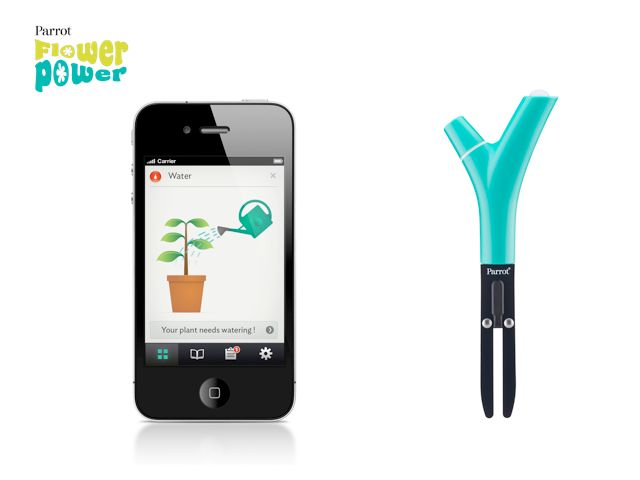 Parrot
Flower
power
Carrier
Water
Your plant needs watering !
Parrot